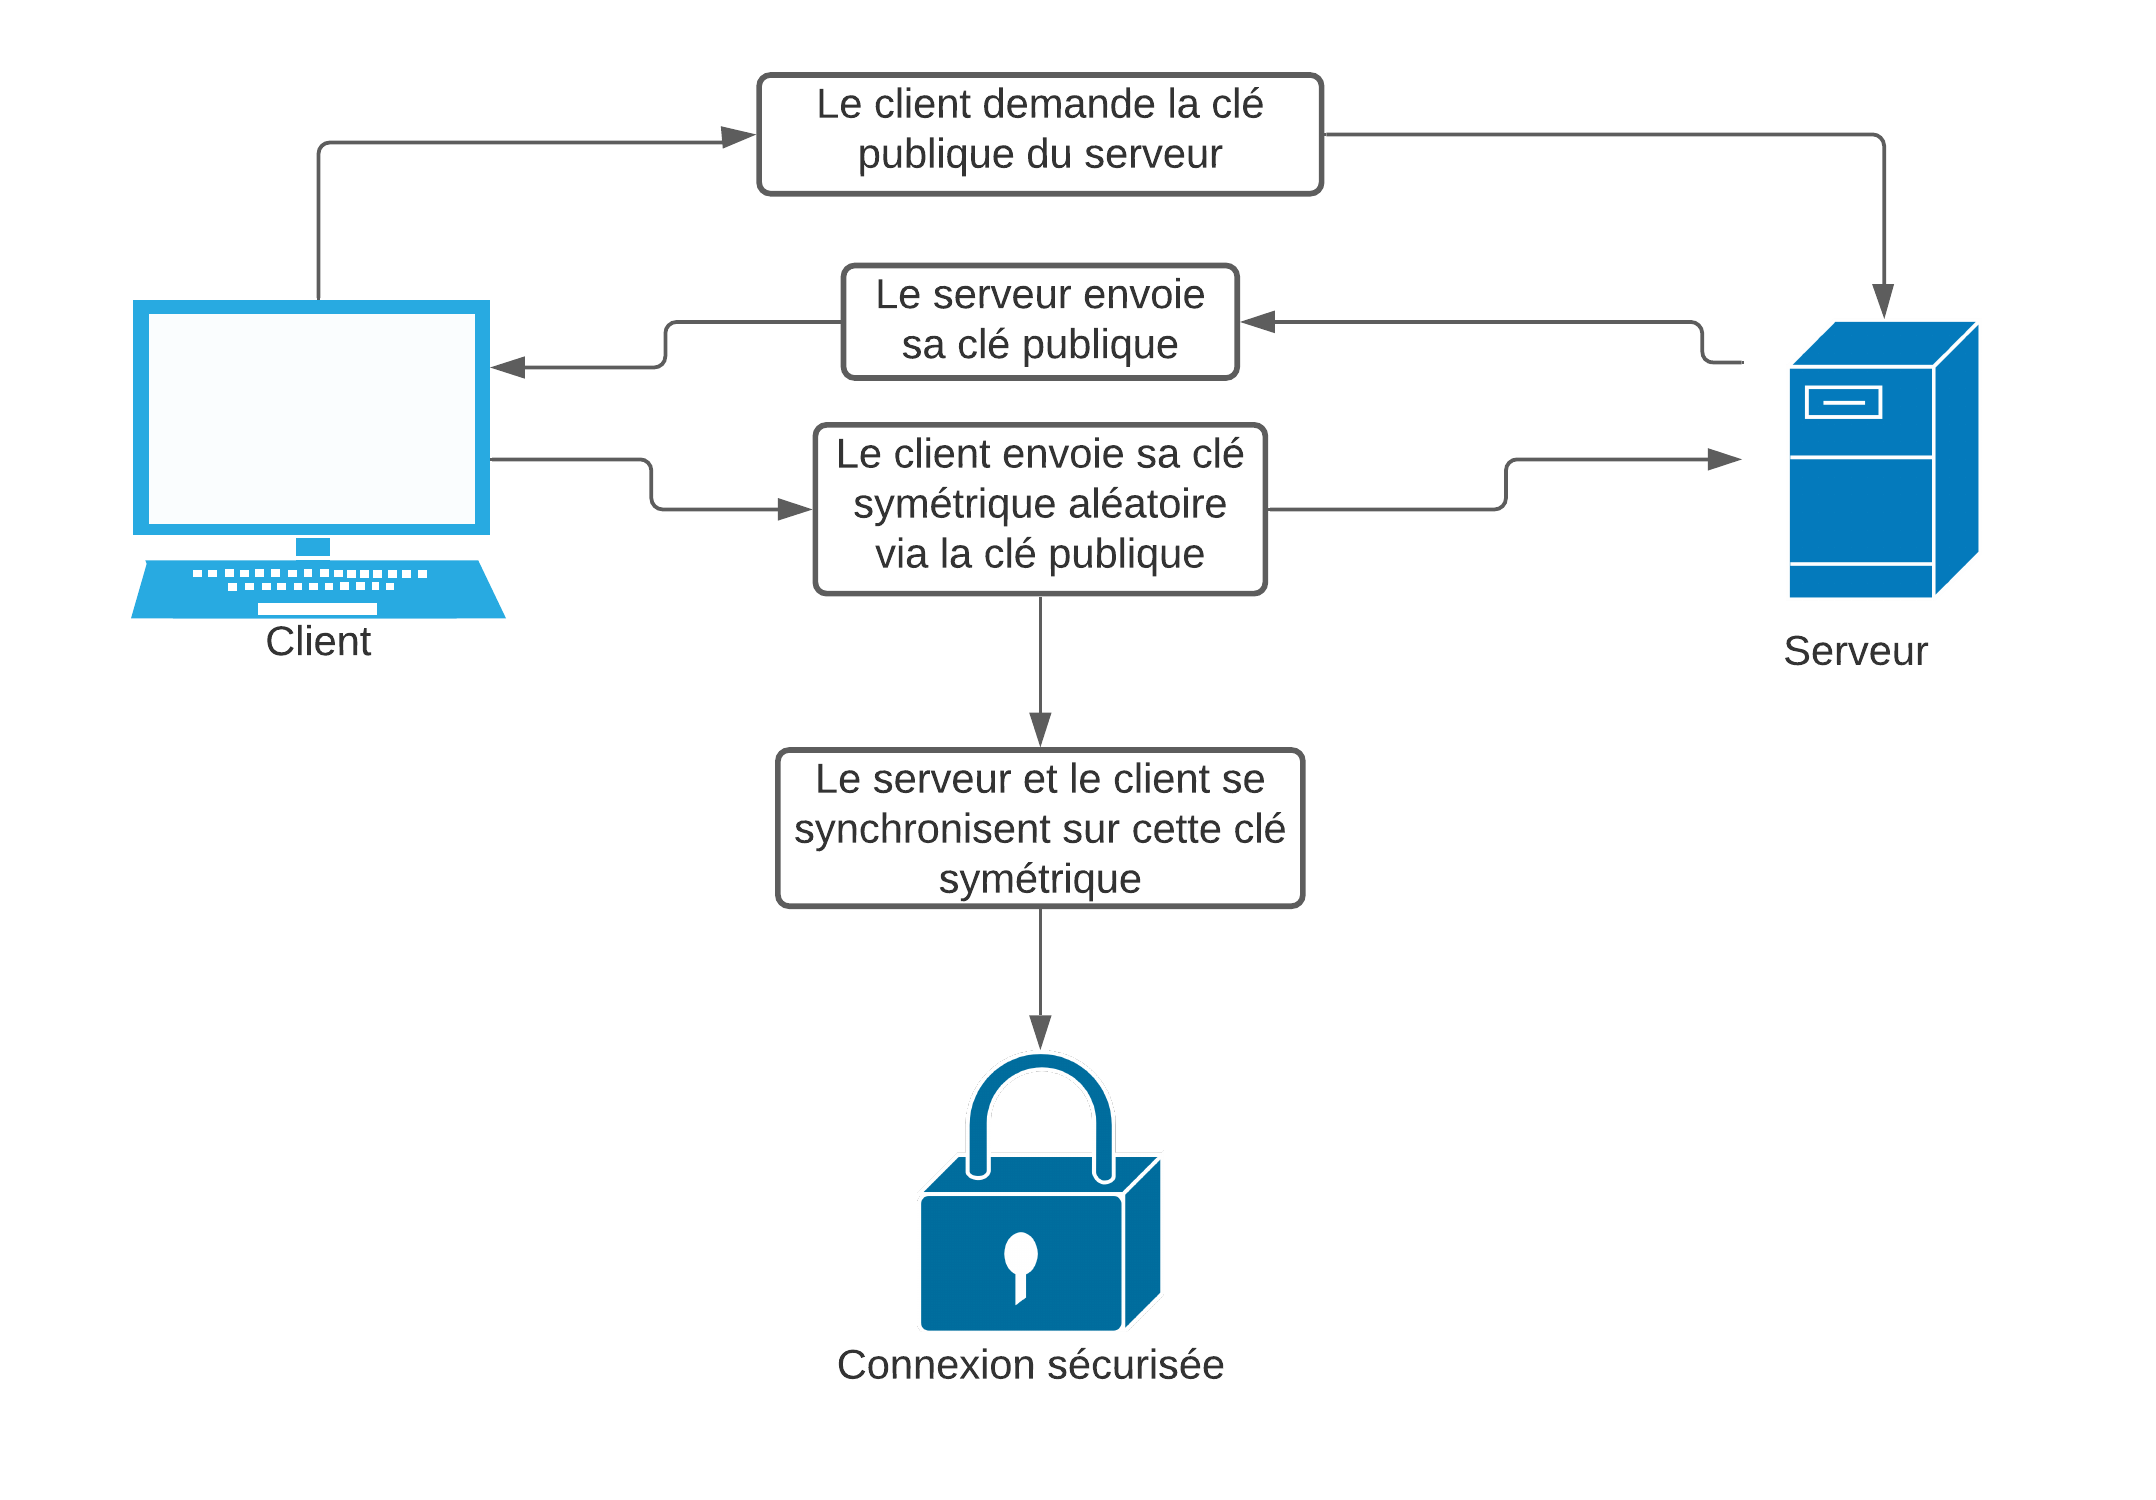 Le client demande la clé
publique du serveur
Le serveur envoie
sa clé publique
Le client envoie sa clé
symétrique aléatoire
via la clé publique
Client
Serveur
Le serveur et le client se
synchronisent sur cette clé
symétrique
Connexion sécurisée